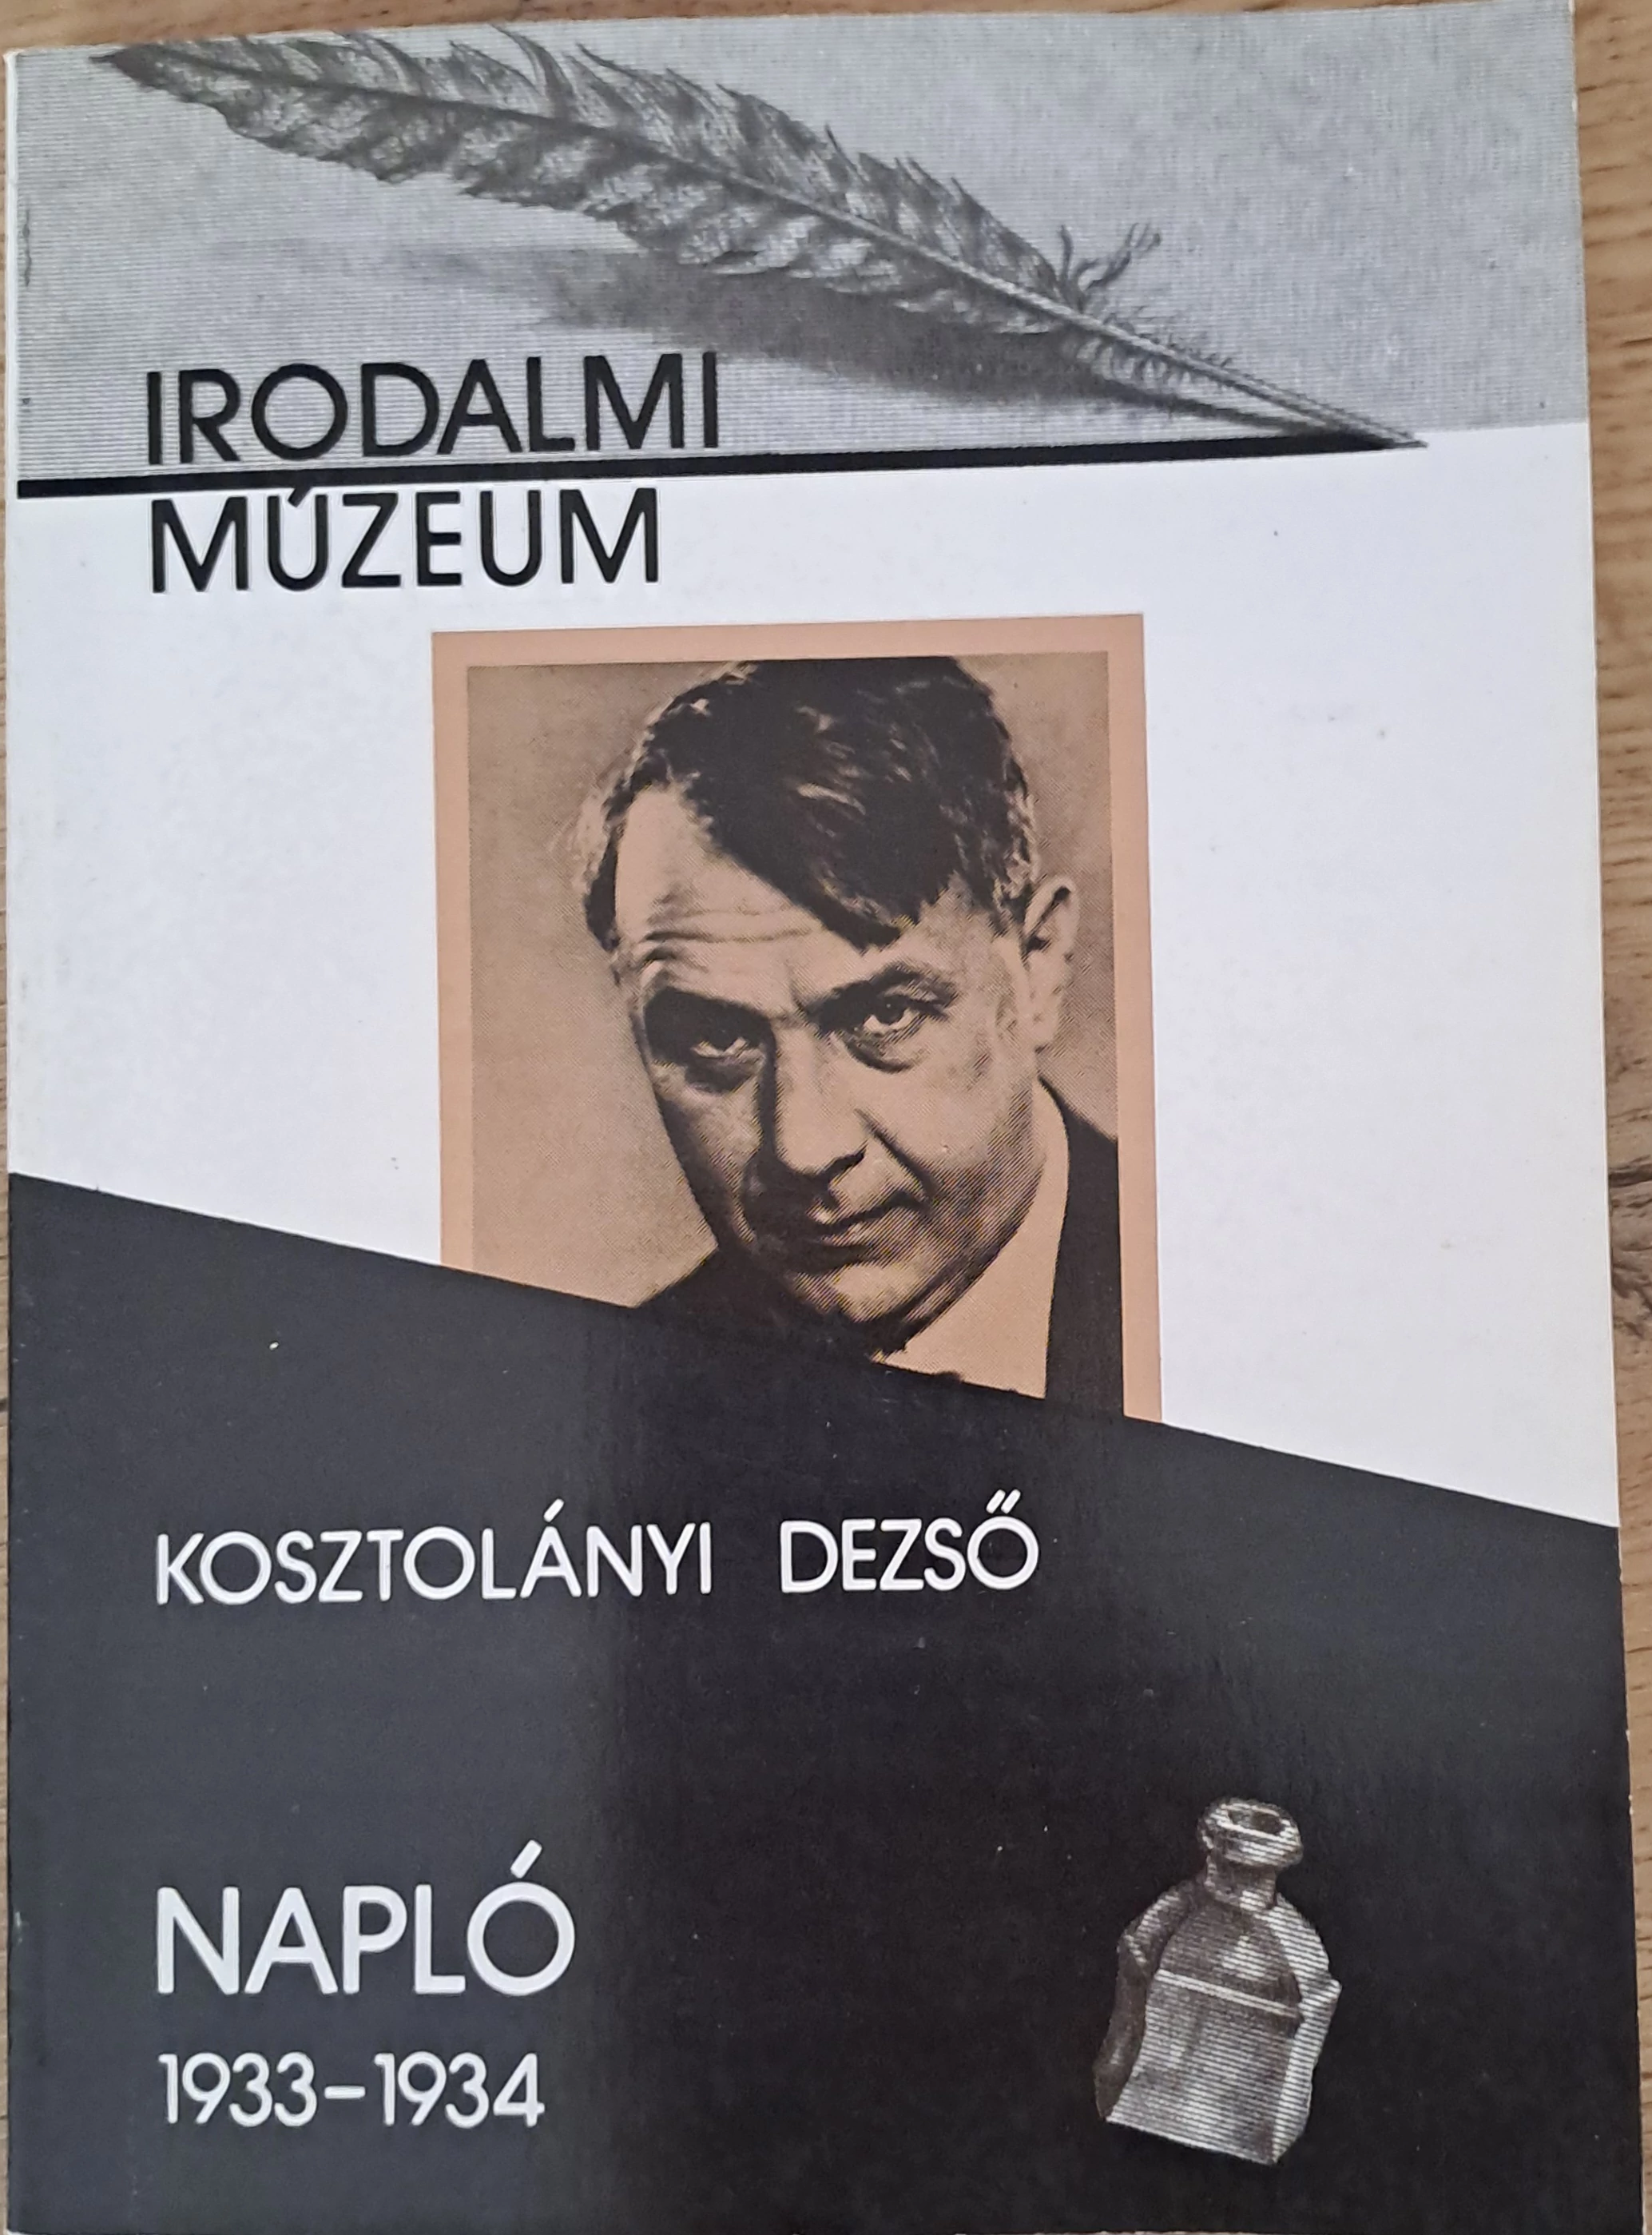 IRODALMI
MÚZEUM
KOSZTOLÁNYI DEZSŐ
NAPLÓ
1933-1934